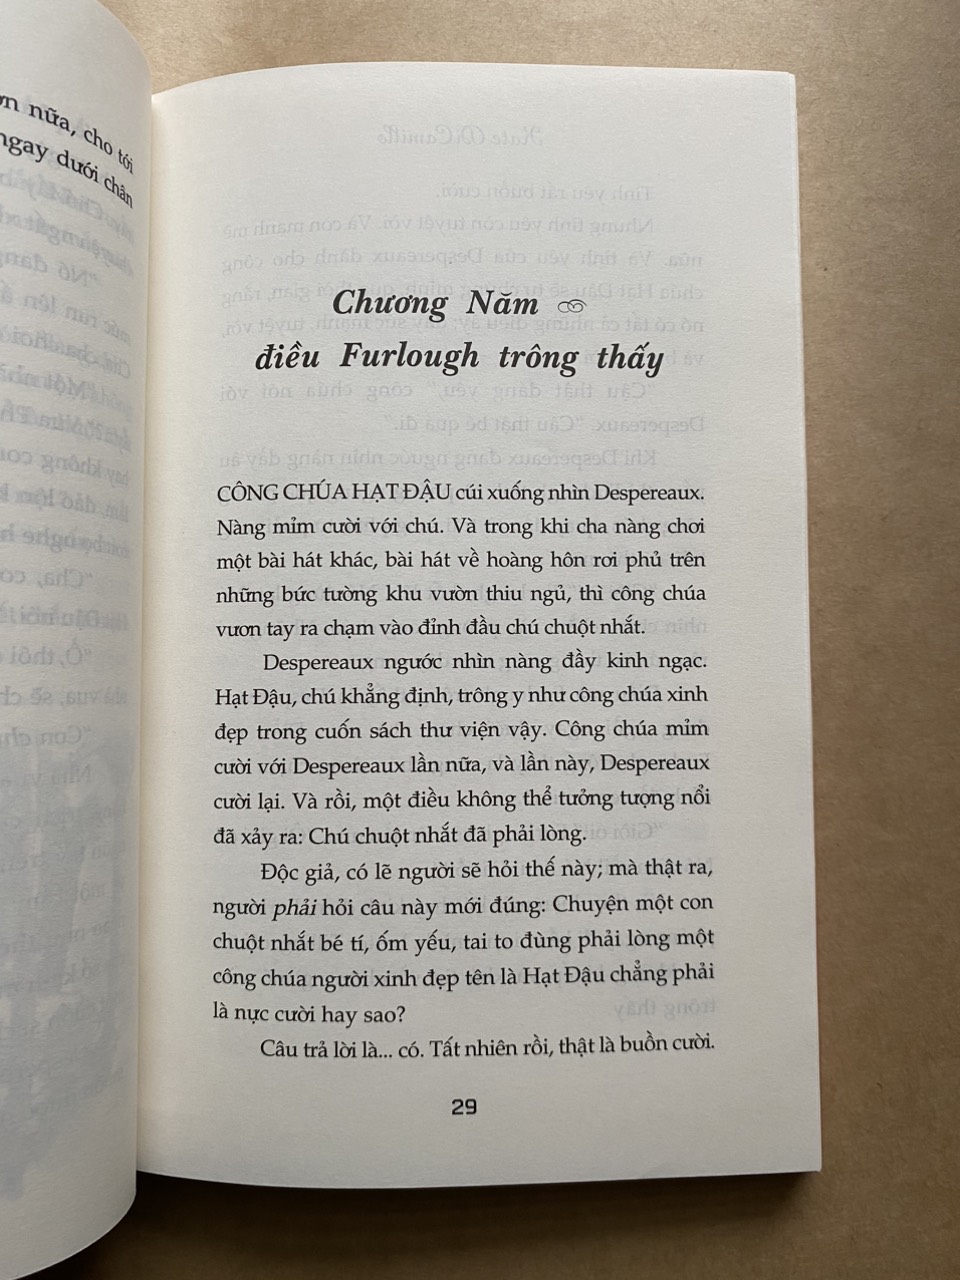 nữa, cho tới
ngay dưới chân
Chương Năm
điều Furlough trông thấy
CÔNG CHÚA HẠT ĐẬU cúi xuống nhìn Despereaux.
Nàng mỉm cười với chú. Và trong khi cha nàng chơi
một bài hát khác, bài hát về hoàng hôn rơi phủ trên
những bức tường khu vườn thiu ngủ, thì công chúa
vươn tay ra chạm vào đỉnh đầu chú chuột nhắt.
Despereaux ngước nhìn nàng đầy kinh ngạc.
Hạt Đậu, chú khẳng định, trông y như công chúa xinh
đẹp trong cuốn sách thư viện vậy. Công chúa mỉm
cười với Despereaux lần nữa, và lần này, Despereaux
cười lại. Và rồi, một điều không thể tưởng tượng nổi
đã xảy ra: Chú chuột nhắt đã phải lòng.
Độc giả, có lẽ người sẽ hỏi thế này; mà thật ra,
người phải hỏi câu này mới đúng: Chuyện một con
chuột nhắt bé tí, ốm yếu, tai to đùng phải lòng một
công chúa người xinh đẹp tên là Hạt Đậu chẳng phải
là nực cười hay sao?
Câu trả lời là... có. Tất nhiên rồi, thật là buồn cười.
29